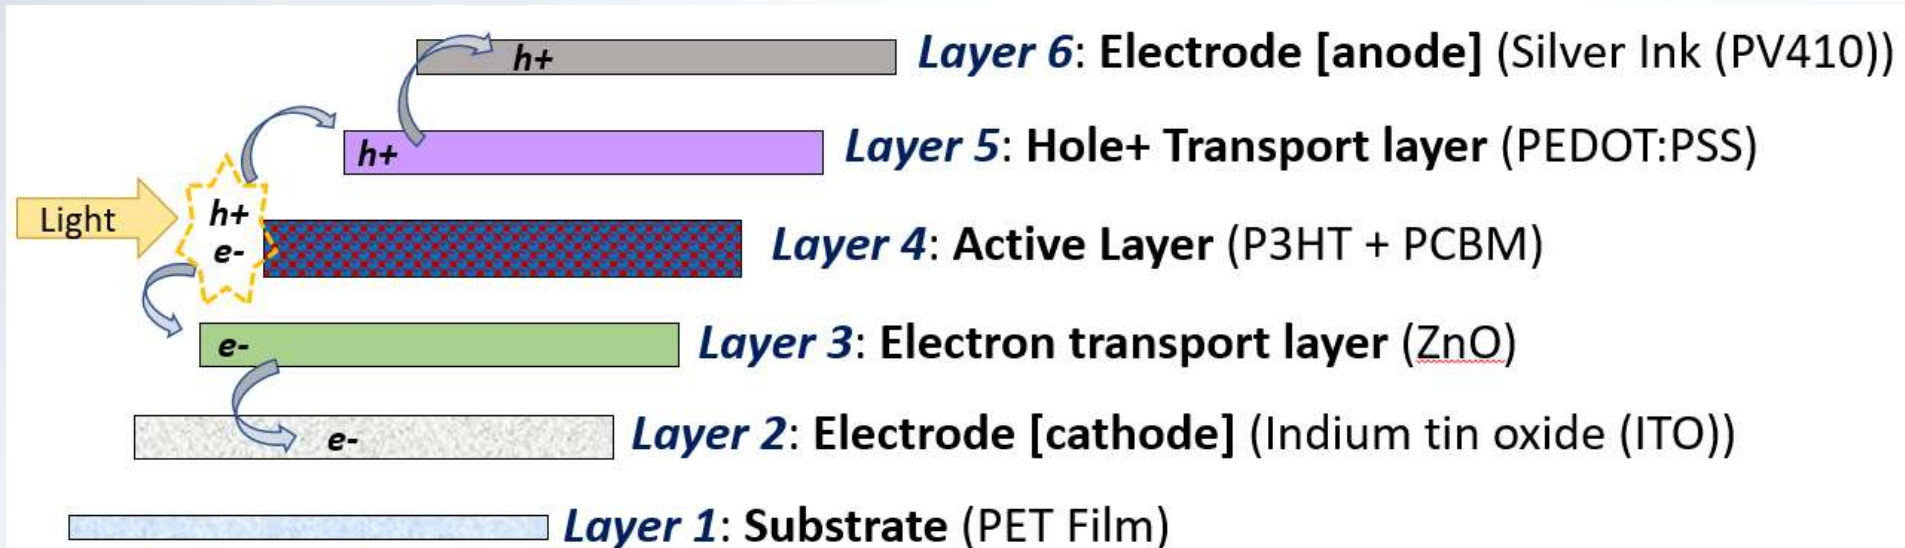 h+
Layer 6: Electrode [anode] (Silver Ink (PV410))
h+
Layer 5: Hole+ Transport layer (PEDOT:PSS)
Light
h+
e-
Layer 4: Active Layer (P3HT + PCBM)
e-
Layer 3: Electron transport layer (ZnO)
e-
Layer 2: Electrode [cathode] (Indium tin oxide (ITO))
Layer 1: Substrate (PET Film)